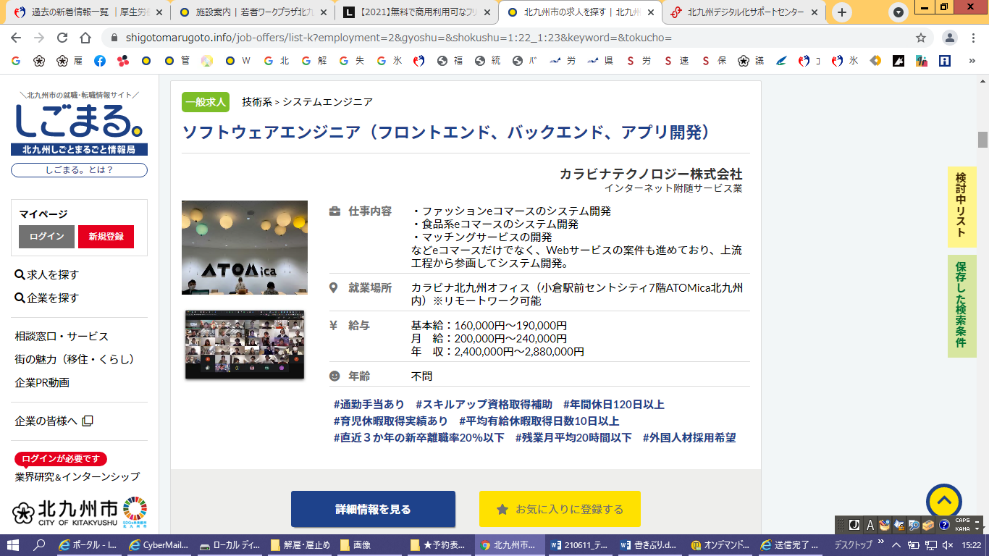 過去の新着情報一覧 | 厚生労
施設案内 | 若者ワークプラザ北九
【2021】無料で商用利用可なフリ
北九州市の求人を探す | 北九州
北九州デジタル化サポートセンター
shigotomarugoto.info/job-offers/list-k?employment=2&gyoshu=&shokushu=1:22_1:23&keyword=&tokucho=
＼北九州市の就職・転職情報サイト／
しごまる。
北九州しごとまるごと情報局
しごまる。とは？
マイページ
ログイン
新規登録
求人を探す
企業を探す
相談窓口・サービス
街の魅力（移住・くらし）
企業PR動画
企業の皆様へ
ログインが必要です
業界研究&インターンシップ
北九州市
CITY OF KITAKYUSHU
一般求人 技術系 > システムエンジニア
ソフトウェアエンジニア（フロントエンド、バックエンド、アプリ開発）
カラビナテクノロジー株式会社
インターネット附随サービス業
ATOMica
仕事内容
・ファッションeコマースのシステム開発
・食品系eコマースのシステム開発
・マッチングサービスの開発
などeコマースだけでなく、Webサービスの案件も進めており、上流
工程から参画してシステム開発。
就業場所
カラビナ北九州オフィス（小倉駅前セントシティ7階ATOMica北九州
内）※リモートワーク可能
¥ 給与
基本給：160,000円～190,000円
月　給：200,000円～240,000円
年　収：2,400,000円～2,880,000円
年齢 不問
#通勤手当あり #スキルアップ資格取得補助 #年間休日120日以上
#育児休暇取得実績あり #平均有給休暇取得日数10日以上
#直近３か年の新卒離職率20％以下 #残業月平均20時間以下 #外国人材採用希望
詳細情報を見る
お気に入りに登録する
検討中リスト
保存した検索条件
ポータル - I...
CyberMail...
ローカル ディ...
解雇・雇止め
画像
★予約表...
北九州市...
210611_テ...
書きぶり.d...
オンデマンド...
送信完了 ...
デスクトップ
A
CAPS
KANA
15:22